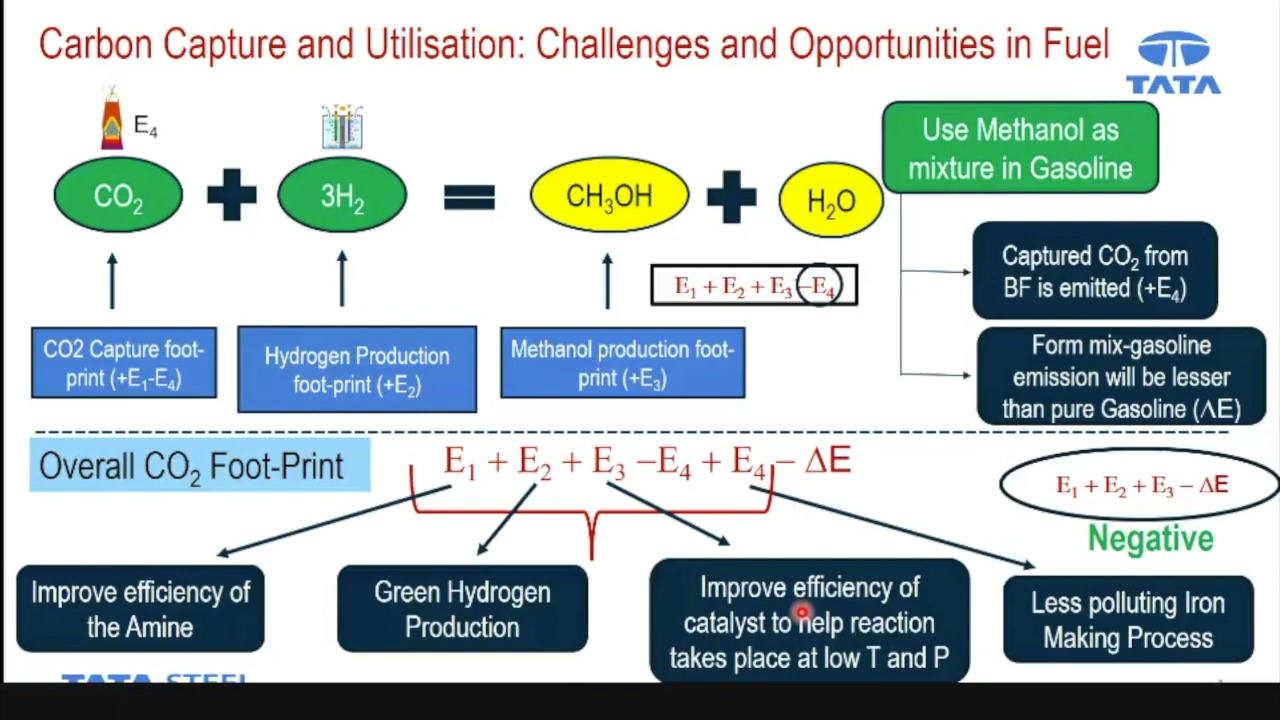 Carbon Capture and Utilisation: Challenges and Opportunities in Fuel
TATA
E₄
CO₂
3H₂
CH₃OH
H₂O
Use Methanol as
mixture in Gasoline
Captured CO₂ from
BF is emitted (+E₄)
E₁ + E₂ + E₃ –E₄
CO2 Capture foot-
print (+E₁-E₄)
Hydrogen Production
foot-print (+E₂)
Methanol production foot-
print (+E₃)
Form mix-gasoline
emission will be lesser
than pure Gasoline (ΔE)
Overall CO₂ Foot-Print
E₁ + E₂ + E₃ –E₄ + E₄ – ΔE
E₁ + E₂ + E₃ – ΔE
Negative
Improve efficiency of
the Amine
Green Hydrogen
Production
Improve efficiency of
catalyst to help reaction
takes place at low T and P
Less polluting Iron
Making Process
TATA STEEL